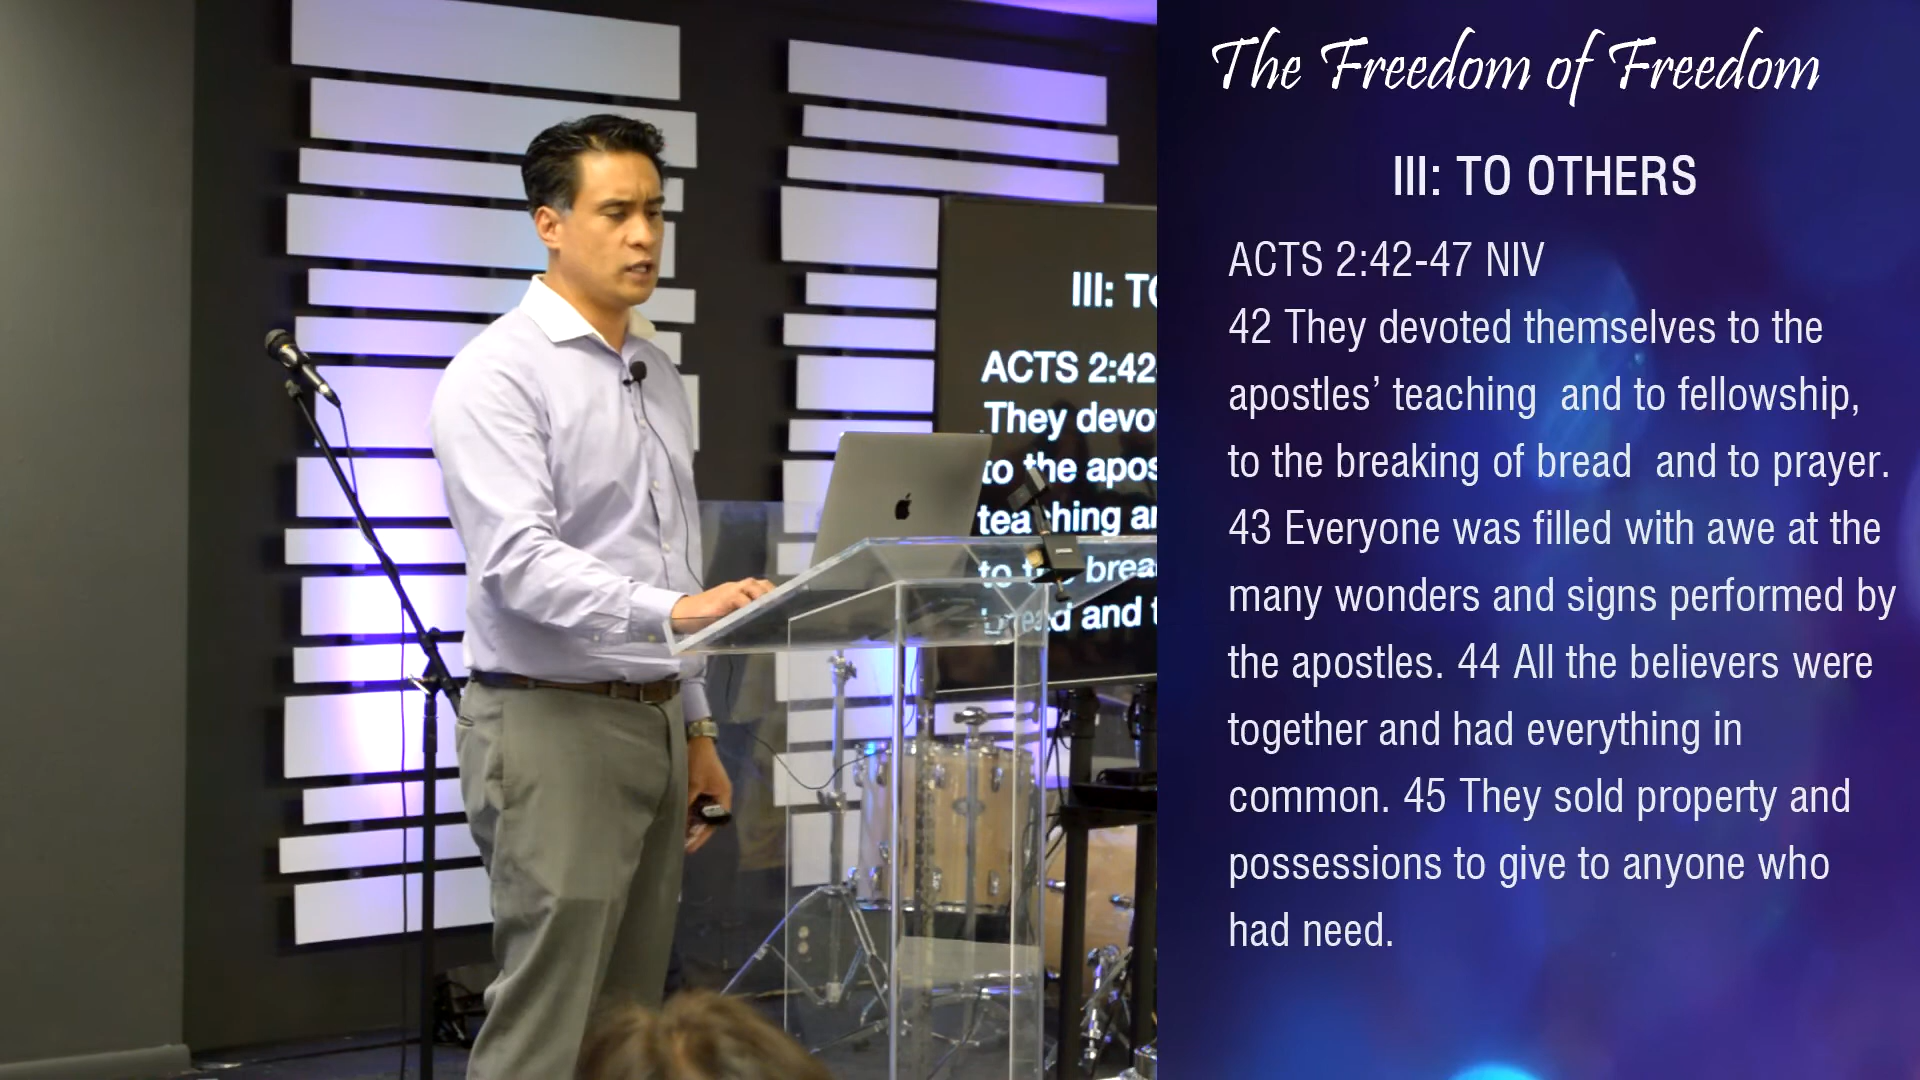 The Freedom of Freedom
III: TO OTHERS
ACTS 2:42-47 NIV
42 They devoted themselves to the
apostles’ teaching  and to fellowship,
to the breaking of bread  and to prayer.
43 Everyone was filled with awe at the
many wonders and signs performed by
the apostles. 44 All the believers were
together and had everything in
common. 45 They sold property and
possessions to give to anyone who
had need.
III:
ACTS 2:42
They
to the
to
and